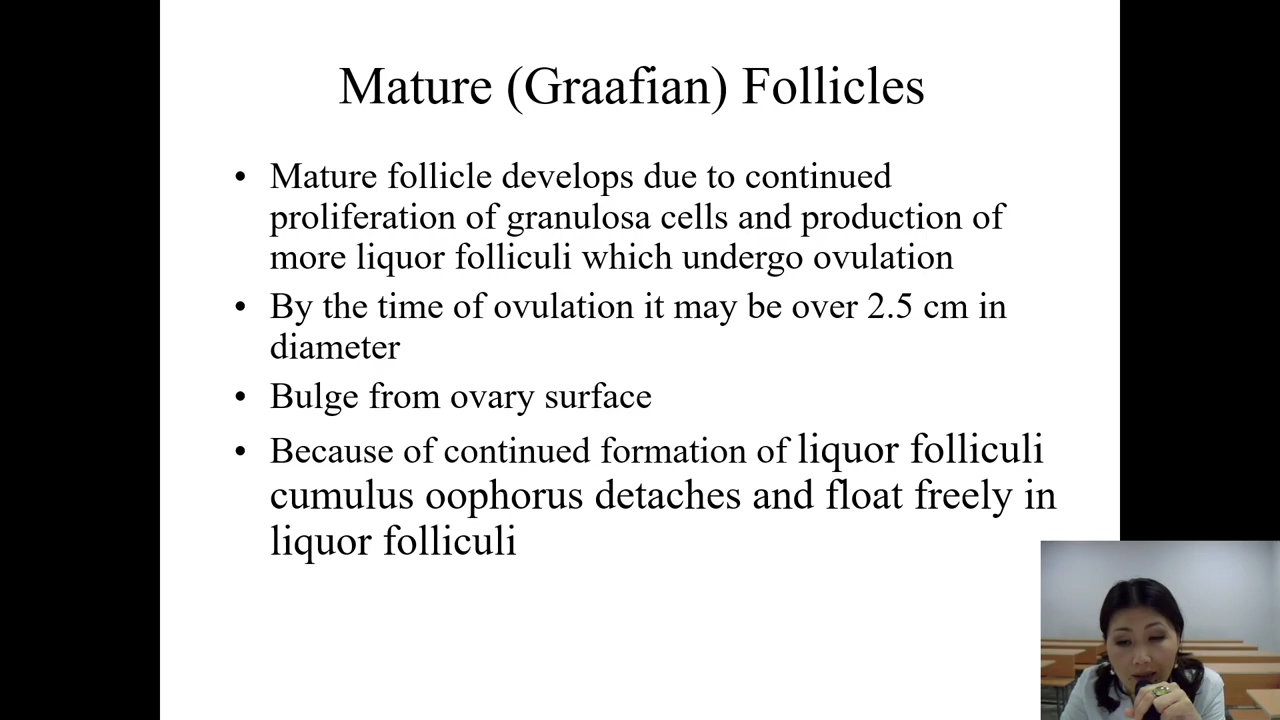 Mature (Graafian) Follicles
• Mature follicle develops due to continued
proliferation of granulosa cells and production of
more liquor folliculi which undergo ovulation
• By the time of ovulation it may be over 2.5 cm in
diameter
• Bulge from ovary surface
• Because of continued formation of liquor folliculi
cumulus oophorus detaches and float freely in
liquor folliculi